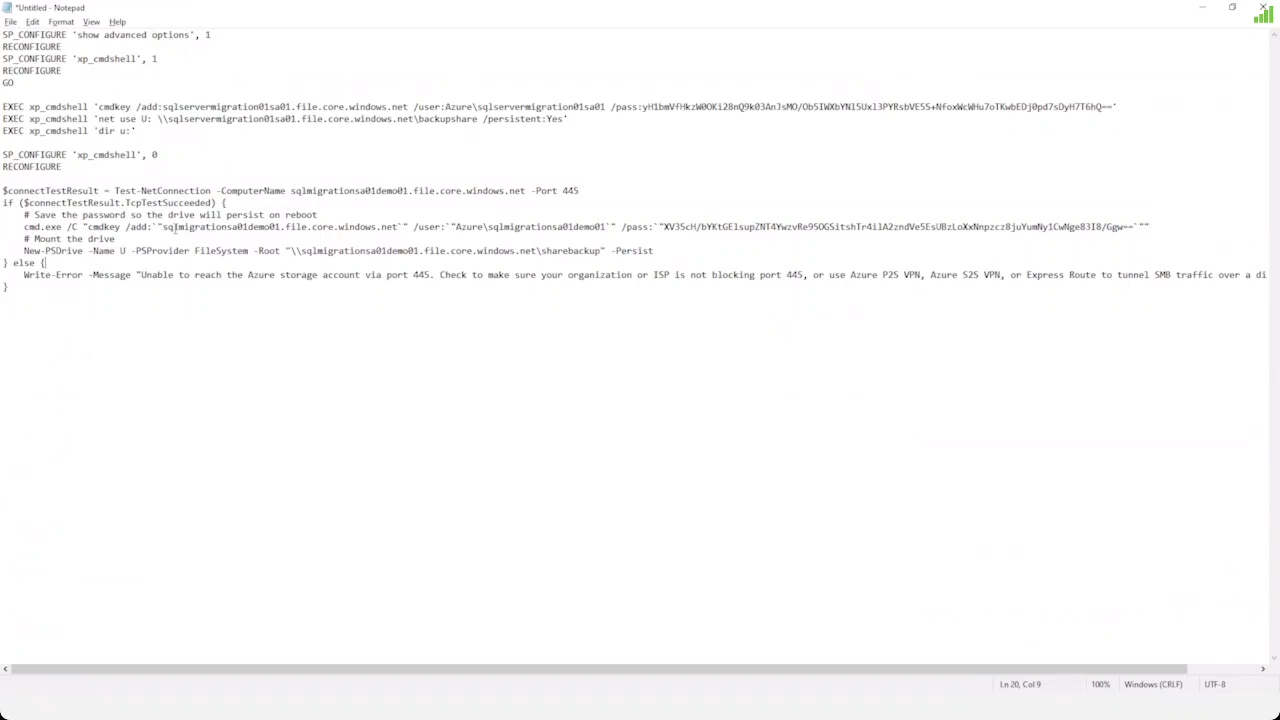 *Untitled - Notepad
File Edit Format View Help
SP_CONFIGURE 'show advanced options', 1
RECONFIGURE
SP_CONFIGURE 'xp_cmdshell', 1
RECONFIGURE
GO
EXEC xp_cmdshell 'cmdkey /add:sqlservermigration01sa01.file.core.windows.net /user:Azure\sqlservermigration01sa01 /pass:yH1bmVfHkzW0OKi28nQ9k03AnJsMO/Ob5IWXbYNl5Uxl3PYRsbVE5S+NfoxWcWHu7oTKwbEDj0pd7sDyH7T6hQ=='
EXEC xp_cmdshell 'net use U: \\sqlservermigration01sa01.file.core.windows.net\backupshare /persistent:Yes'
EXEC xp_cmdshell 'dir u:'
SP_CONFIGURE 'xp_cmdshell', 0
RECONFIGURE
$connectTestResult = Test-NetConnection -ComputerName sqlmigrationsa01demo01.file.core.windows.net -Port 445
if ($connectTestResult.TcpTestSucceeded) {
# Save the password so the drive will persist on reboot
cmd.exe /C "cmdkey /add:`"sqlmigrationsa01demo01.file.core.windows.net`" /user:`"Azure\sqlmigrationsa01demo01`" /pass:`"XV35cH/bYKtGElsupZNT4YwzvRe95OGSitshTr4ilA2zndVe5EsUBzLoXxNnpzcz8juYumNy1CwNge83I8/Ggw==`""
# Mount the drive
New-PSDrive -Name U -PSProvider FileSystem -Root "\\sqlmigrationsa01demo01.file.core.windows.net\sharebackup" -Persist
} else {
Write-Error -Message "Unable to reach the Azure storage account via port 445. Check to make sure your organization or ISP is not blocking port 445, or use Azure P2S VPN, Azure S2S VPN, or Express Route to tunnel SMB traffic over a di
}
Ln 20, Col 9 100% Windows (CRLF) UTF-8